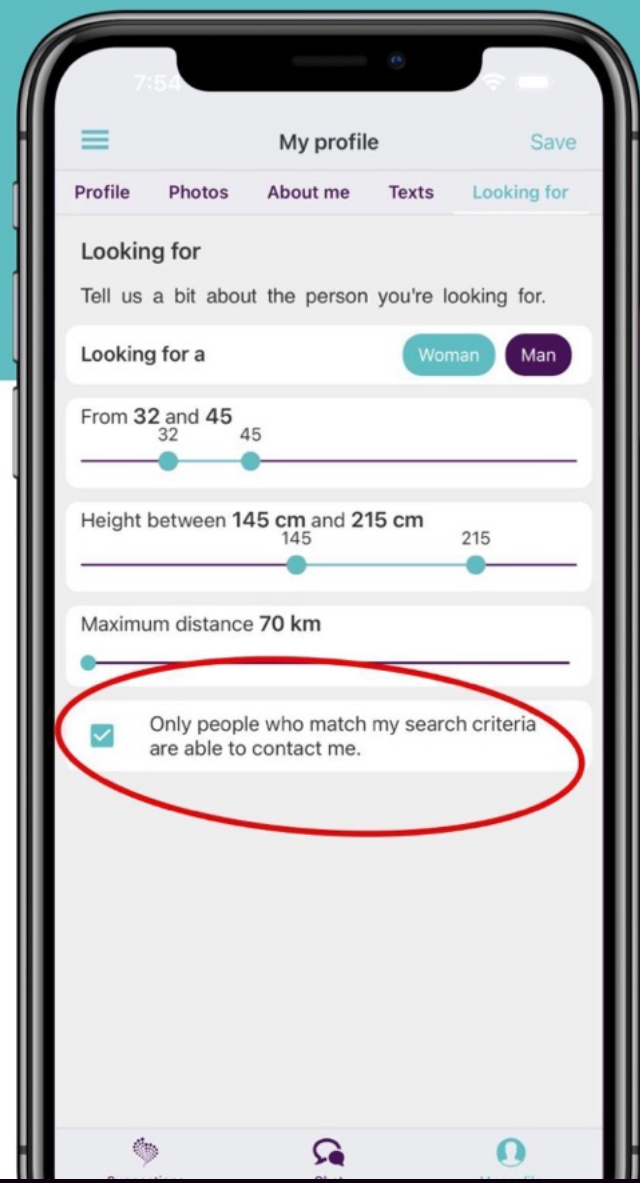 7:54
My profile
Save
Profile Photos About me Texts Looking for
Looking for
Tell us a bit about the person you're looking for.
Looking for a Woman Man
From 32 and 45
32 45
Height between 145 cm and 215 cm
145 215
Maximum distance 70 km
Only people who match my search criteria
are able to contact me.